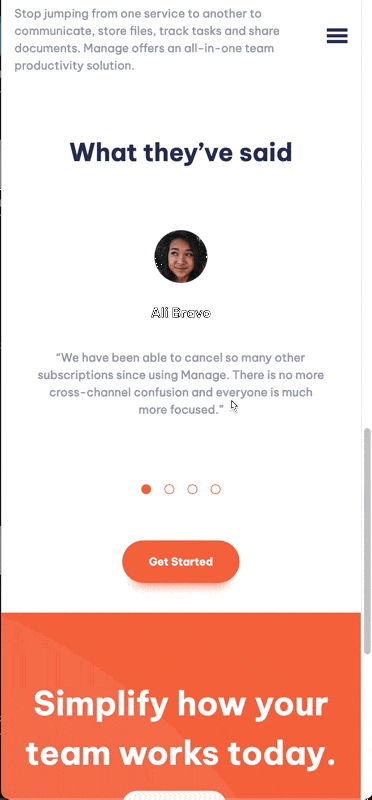 Stop jumping from one service to another to
communicate, store files, track tasks and share
documents. Manage offers an all-in-one team
productivity solution.
What they’ve said
Ali Bravo
“We have been able to cancel so many other
subscriptions since using Manage. There is no more
cross-channel confusion and everyone is much
more focused.”
Get Started
Simplify how your
team works today.